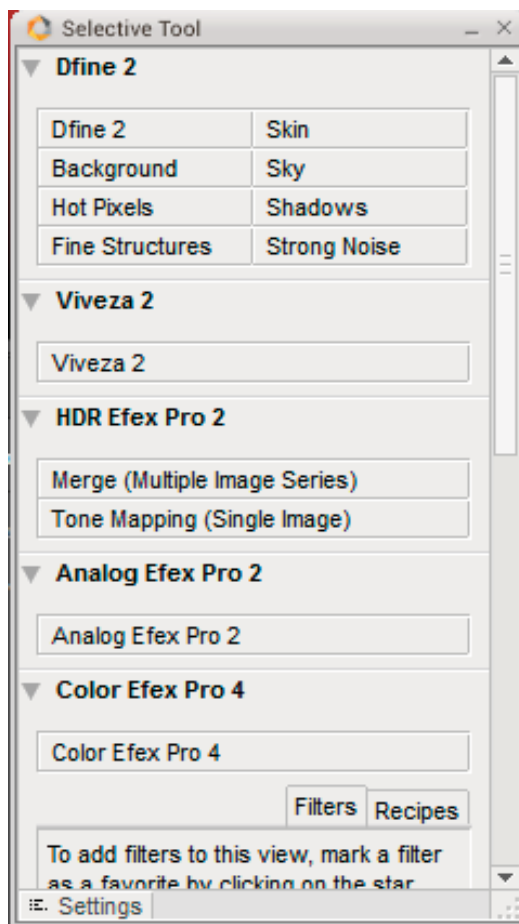 Selective Tool
Dfine 2
Dfine 2 Skin
Background Sky
Hot Pixels Shadows
Fine Structures Strong Noise
Viveza 2
Viveza 2
HDR Efex Pro 2
Merge (Multiple Image Series)
Tone Mapping (Single Image)
Analog Efex Pro 2
Analog Efex Pro 2
Color Efex Pro 4
Color Efex Pro 4
Filters Recipes
To add filters to this view, mark a filter
as a favorite by clicking on the star
Settings